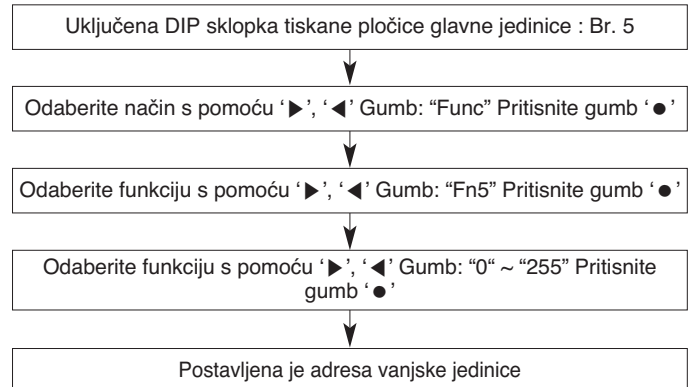 Uključena DIP sklopka tiskane pločice glavne jedinice : Br. 5
Odaberite način s pomoću ‘▶’, ‘◀’ Gumb: “Func” Pritisnite gumb ‘●’
Odaberite funkciju s pomoću ‘▶’, ‘◀’ Gumb: “Fn5” Pritisnite gumb ‘●’
Odaberite funkciju s pomoću ‘▶’, ‘◀’ Gumb: “0“ ~ “255” Pritisnite
gumb ‘●’
Postavljena je adresa vanjske jedinice